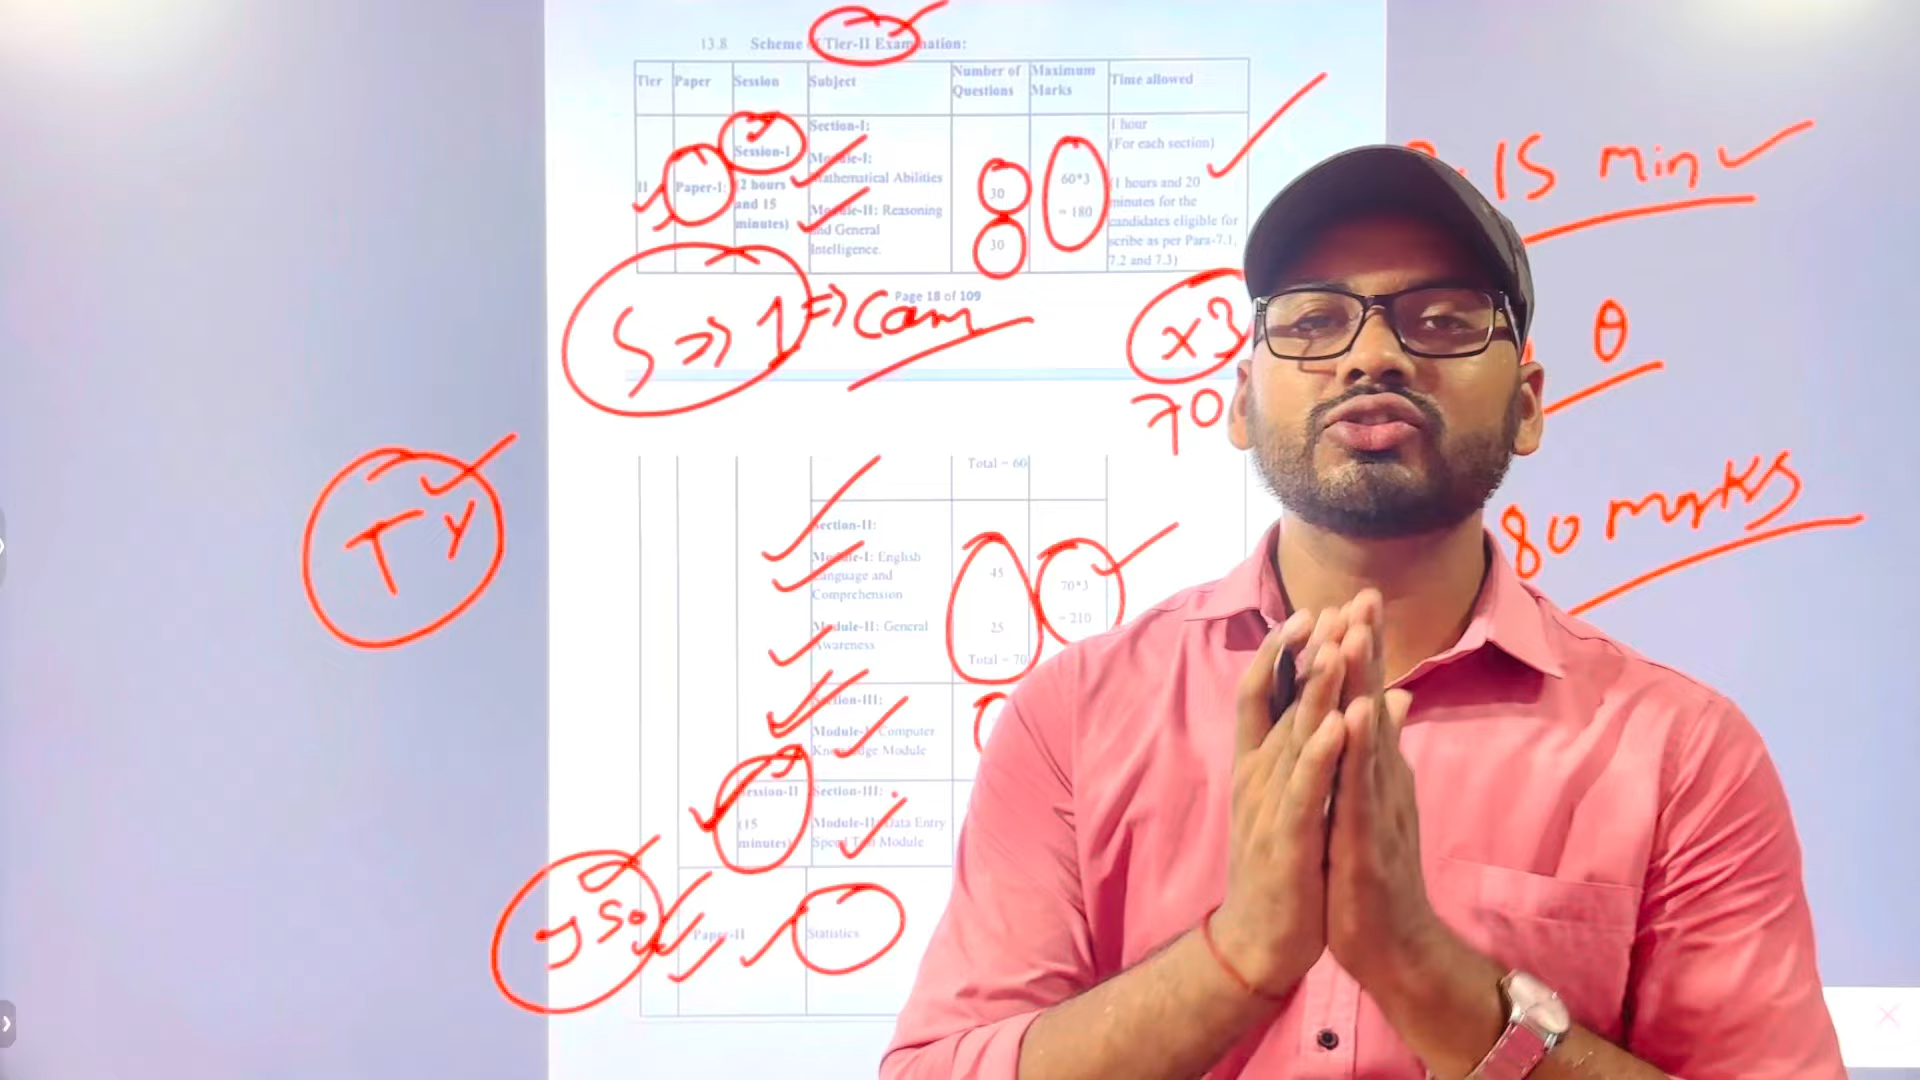 13.8 Scheme of Tier-II Examination:
Tier Paper Session Subject Number of Questions Maximum Marks Time allowed
II Paper-I: Session-I (2 hours and 15 minutes)
Section-I:
Module-I: Mathematical Abilities
Module-II: Reasoning and General Intelligence.
30
30
60*3
= 180
1 hour
(For each section)
(1 hours and 20 minutes for the candidates eligible for scribe as per Para-7.1, 7.2 and 7.3)
Page 18 of 109
15 min
S 1
x3
70
θ
80 marks
Ty
Total = 60
Section-II:
Module-I: English Language and Comprehension
Module-II: General Awareness
45
25
Total = 70
70*3
= 210
Section-III:
Module-I: Computer Knowledge Module
Session-II
(15 minutes)
Section-III:
Module-II: Data Entry Speed Test Module
Paper-II Statistics